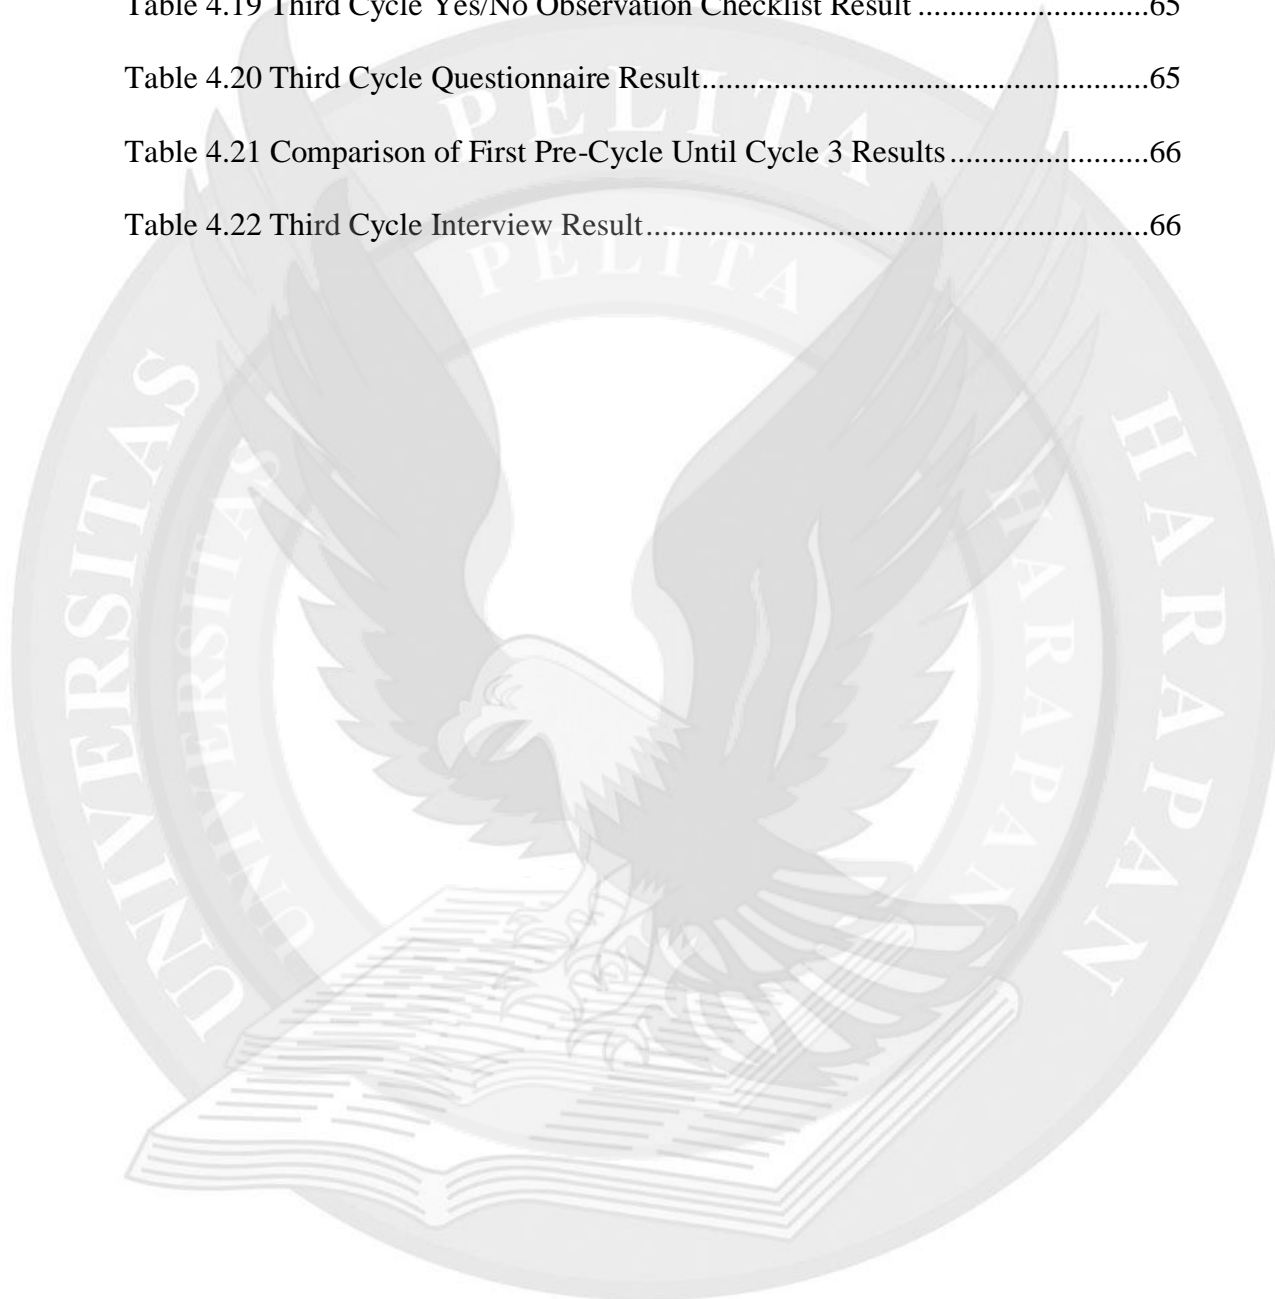 Table 4.19 Third Cycle Yes/No Observation Checklist Result .............................65
Table 4.20 Third Cycle Questionnaire Result.........................................................65
Table 4.21 Comparison of First Pre-Cycle Until Cycle 3 Results .........................66
Table 4.22 Third Cycle Interview Result................................................................66
PELITA
PELITA
UNIVERSITAS
UNIVERSITAS
HARAPAN
HARAPAN